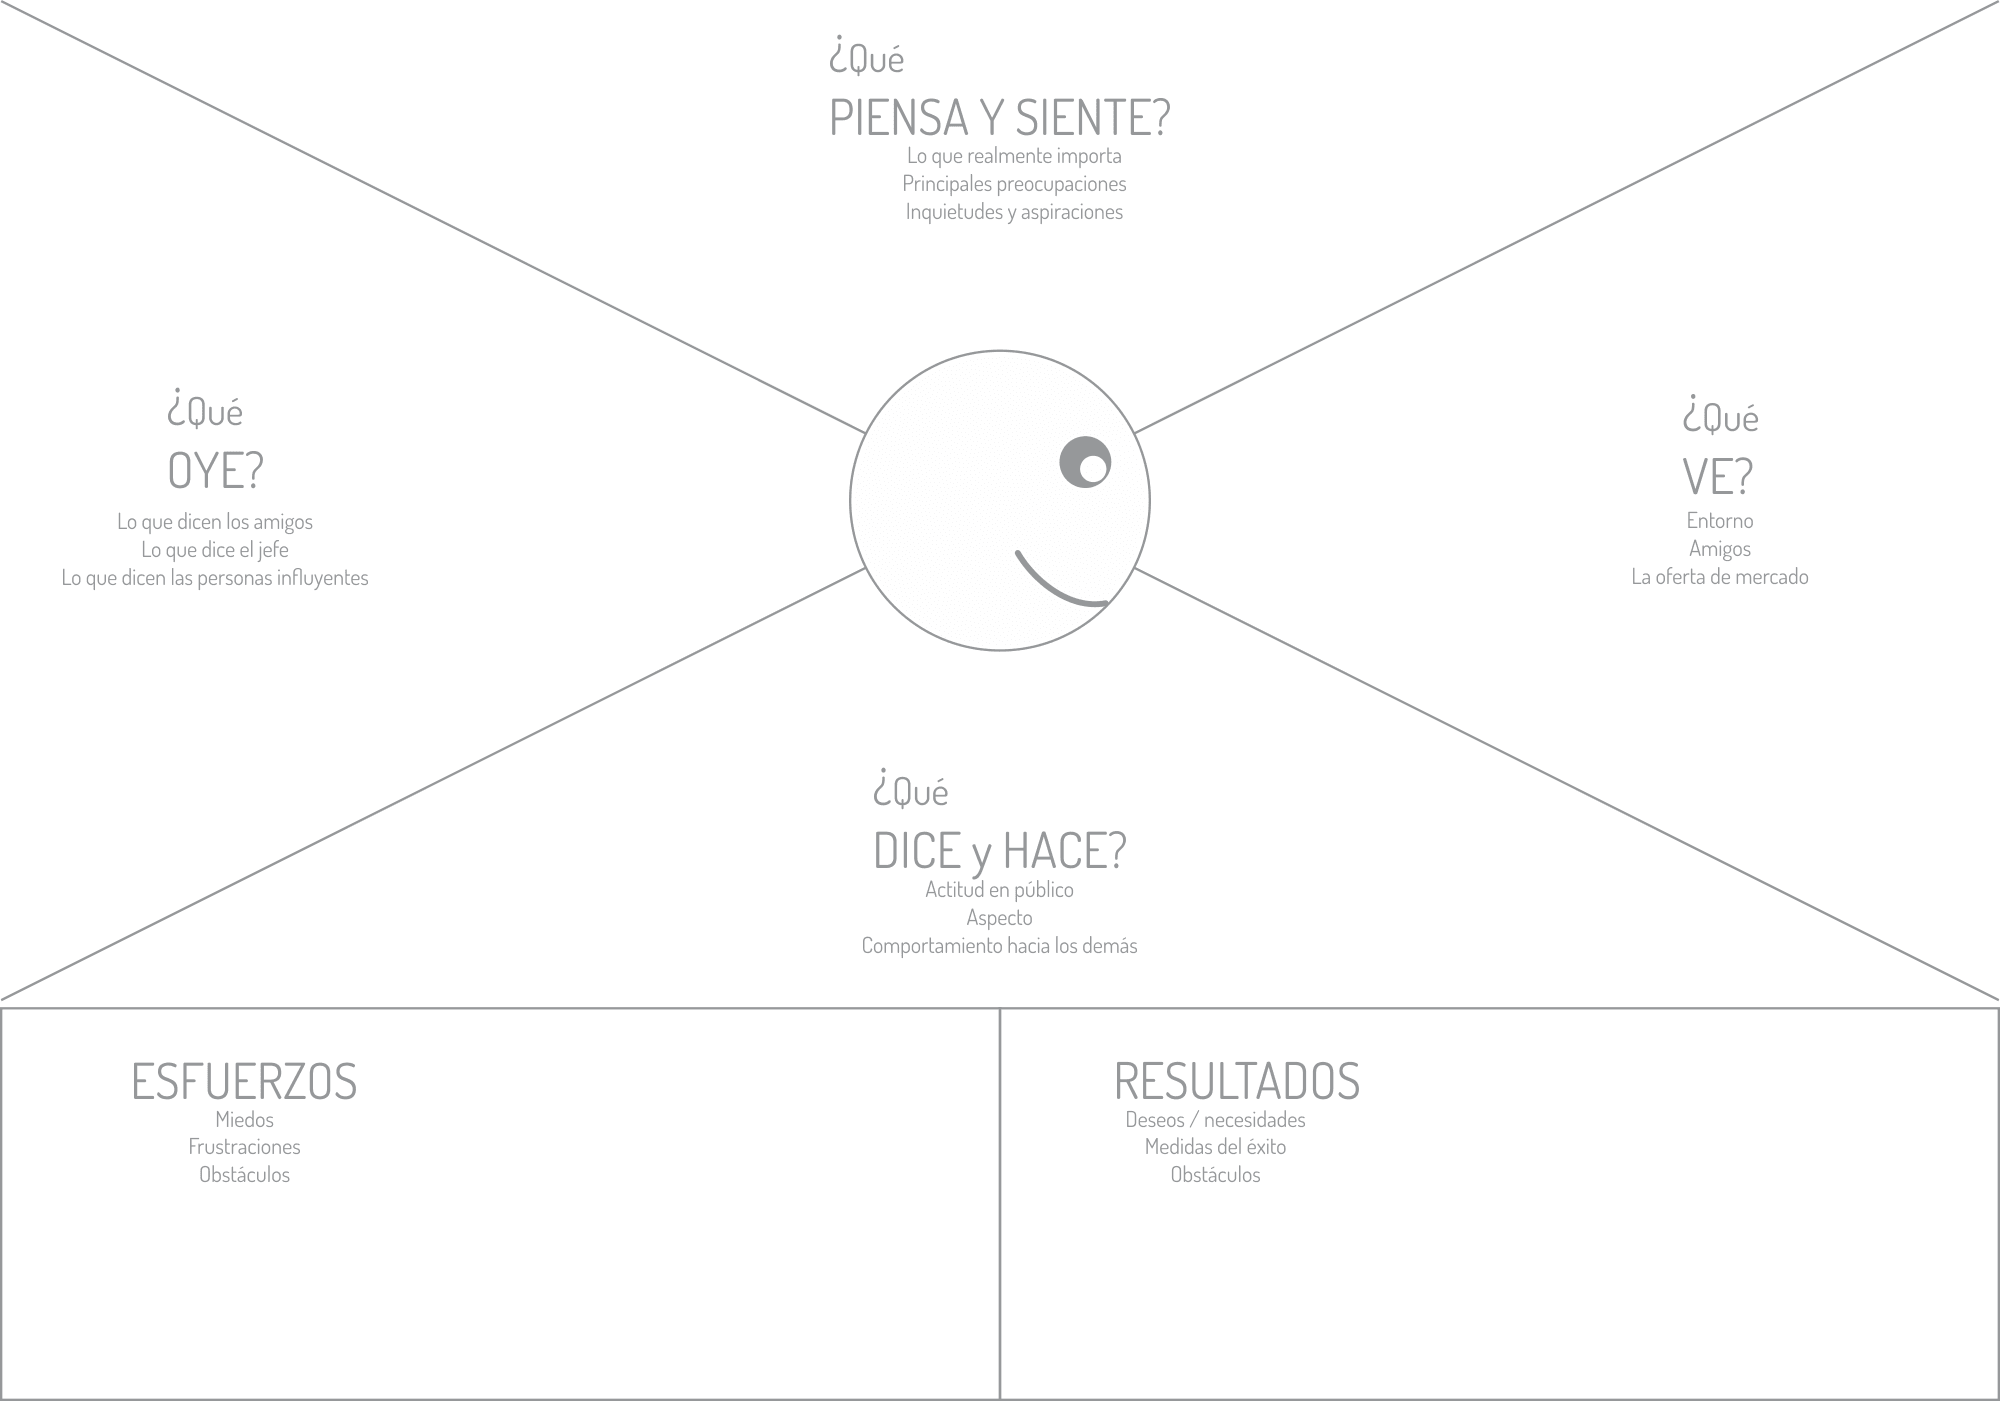 ¿Qué
PIENSA Y SIENTE?
Lo que realmente importa
Principales preocupaciones
Inquietudes y aspiraciones
¿Qué
OYE?
Lo que dicen los amigos
Lo que dice el jefe
Lo que dicen las personas influyentes
¿Qué
VE?
Entorno
Amigos
La oferta de mercado
¿Qué
DICE y HACE?
Actitud en público
Aspecto
Comportamiento hacia los demás
ESFUERZOS
Miedos
Frustraciones
Obstáculos
RESULTADOS
Deseos / necesidades
Medidas del éxito
Obstáculos